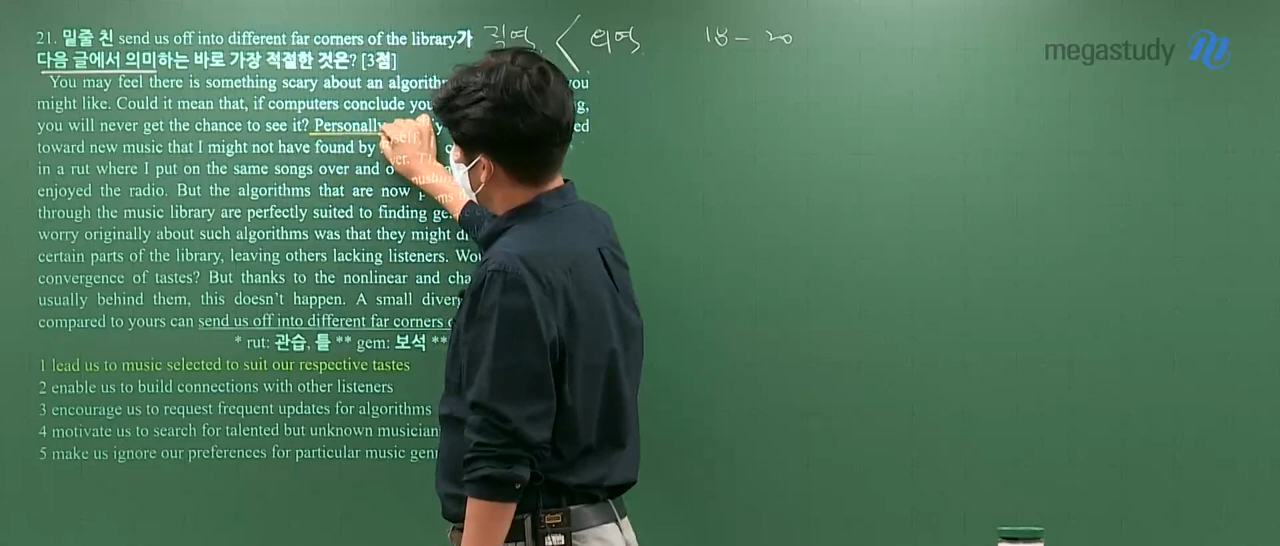 21. 밑줄 친 send us off into different far corners of the library가
직역 < 의역 18 - 20
megastudy
다음 글에서 의미하는 바로 가장 적절한 것은? [3점]
You may feel there is something scary about an algorithm you
might like. Could it mean that, if computers conclude you
you will never get the chance to see it? Personally
toward new music that I might not have found by
in a rut where I put on the same songs over and
enjoyed the radio. But the algorithms that are now
through the music library are perfectly suited to finding
worry originally about such algorithms was that they might
certain parts of the library, leaving others lacking listeners.
convergence of tastes? But thanks to the nonlinear and
usually behind them, this doesn't happen. A small
compared to yours can send us off into different far corners
* rut: 관습, 틀 ** gem: 보석 **
1 lead us to music selected to suit our respective tastes
2 enable us to build connections with other listeners
3 encourage us to request frequent updates for algorithms
4 motivate us to search for talented but unknown
5 make us ignore our preferences for particular music